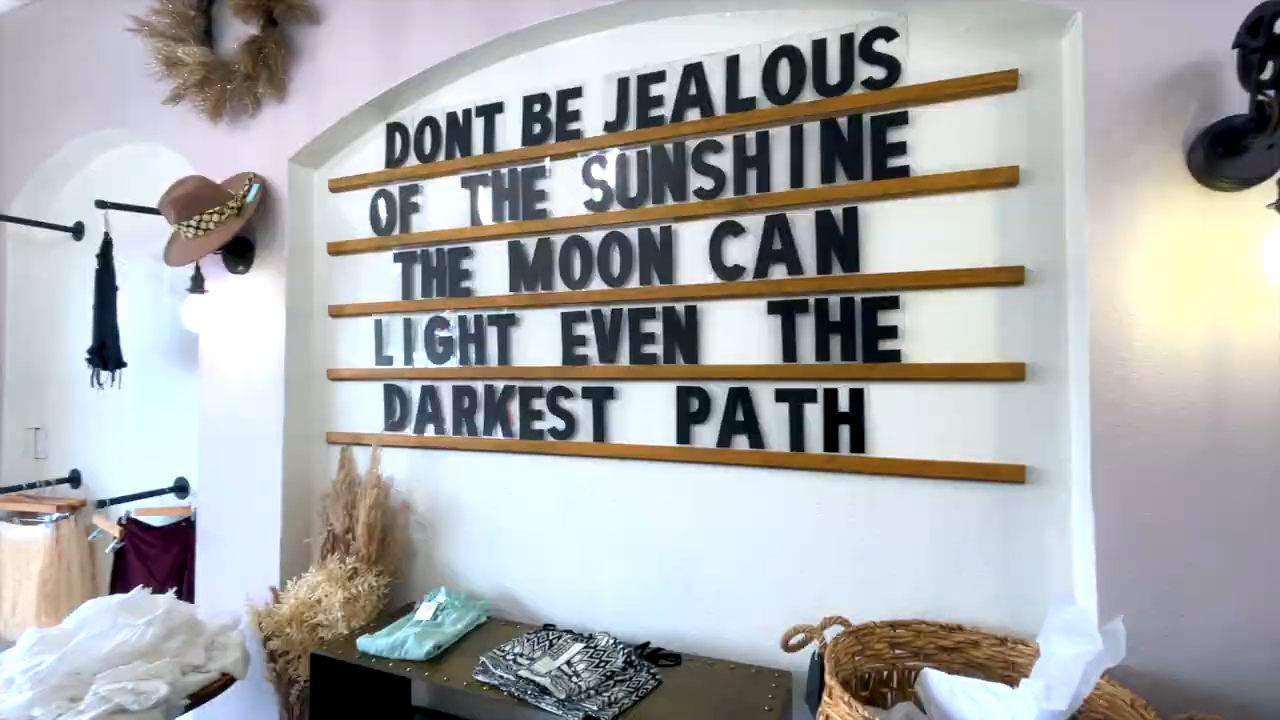 DONT BE JEALOUS
OF THE SUNSHINE
THE MOON CAN
LIGHT EVEN THE
DARKEST PATH